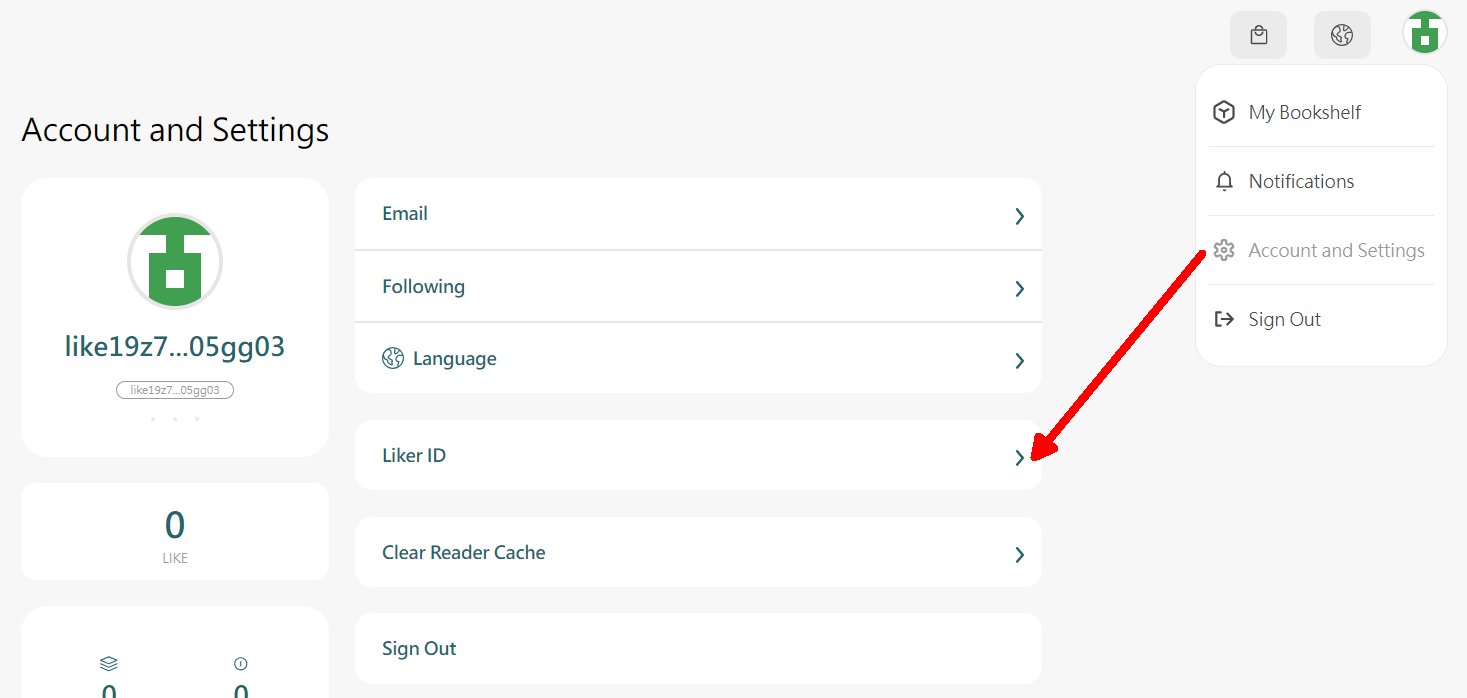 My Bookshelf
Notifications
Account and Settings
Sign Out
Account and Settings
like19z7...05gg03
like19z7...05gg03
0
LIKE
0
0
Email
Following
Language
Liker ID
Clear Reader Cache
Sign Out